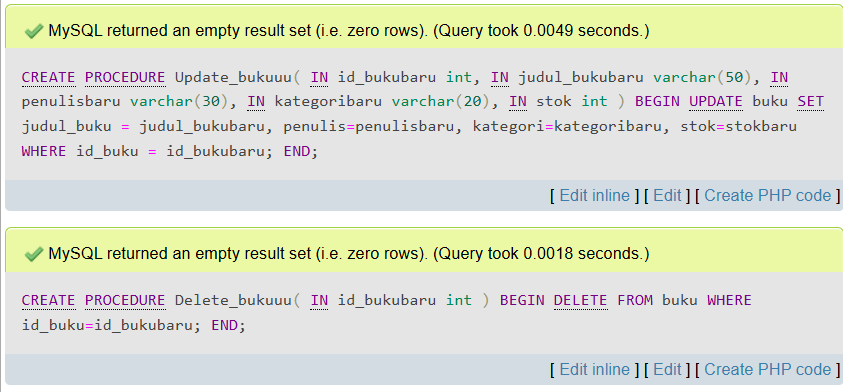 MySQL returned an empty result set (i.e. zero rows). (Query took 0.0049 seconds.)
CREATE PROCEDURE Update_bukuuu( IN id_bukubaru int, IN judul_bukubaru varchar(50), IN
penulisbaru varchar(30), IN kategoribaru varchar(20), IN stok int ) BEGIN UPDATE buku SET
judul_buku = judul_bukubaru, penulis=penulisbaru, kategori=kategoribaru, stok=stokbaru
WHERE id_buku = id_bukubaru; END;
[ Edit inline ] [ Edit ] [ Create PHP code ]
MySQL returned an empty result set (i.e. zero rows). (Query took 0.0018 seconds.)
CREATE PROCEDURE Delete_bukuuu( IN id_bukubaru int ) BEGIN DELETE FROM buku WHERE
id_buku=id_bukubaru; END;
[ Edit inline ] [ Edit ] [ Create PHP code ]